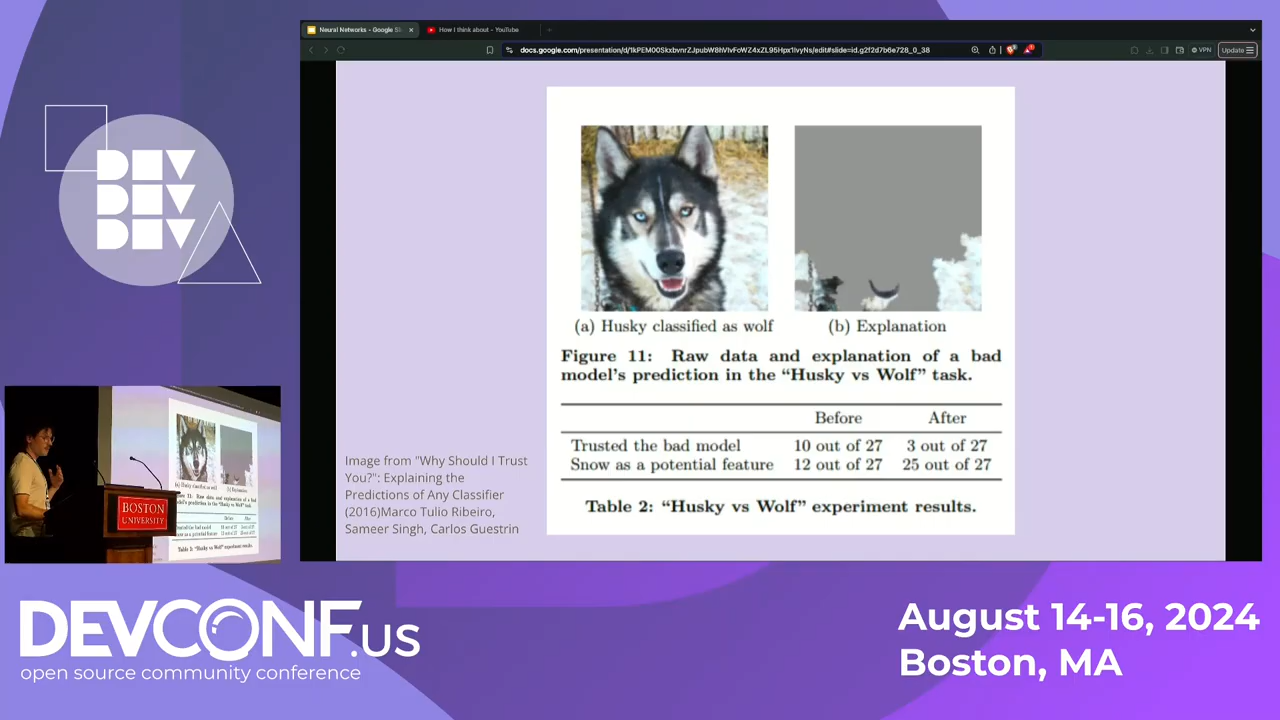 Neural Networks - Google Sl
How I think about - YouTube
docs.google.com/presentation/d/1kPEM00SkxbvnrZJpubW8hVlvFoWZ4xZL95Hpx1IvyNs/edit#slide=id.g2f2d7b6e728_0_38
VPN
Update
DEV
DEV
DEV
(a) Husky classified as wolf
(b) Explanation
Figure 11: Raw data and explanation of a bad
model's prediction in the "Husky vs Wolf" task.
Before After
Trusted the bad model 10 out of 27 3 out of 27
Snow as a potential feature 12 out of 27 25 out of 27
Table 2: "Husky vs Wolf" experiment results.
Image from "Why Should I Trust
You?": Explaining the
Predictions of Any Classifier
(2016)Marco Tulio Ribeiro,
Sameer Singh, Carlos Guestrin
BOSTON
UNIVERSITY
DEVCONF.US
open source community conference
August 14-16, 2024
Boston, MA